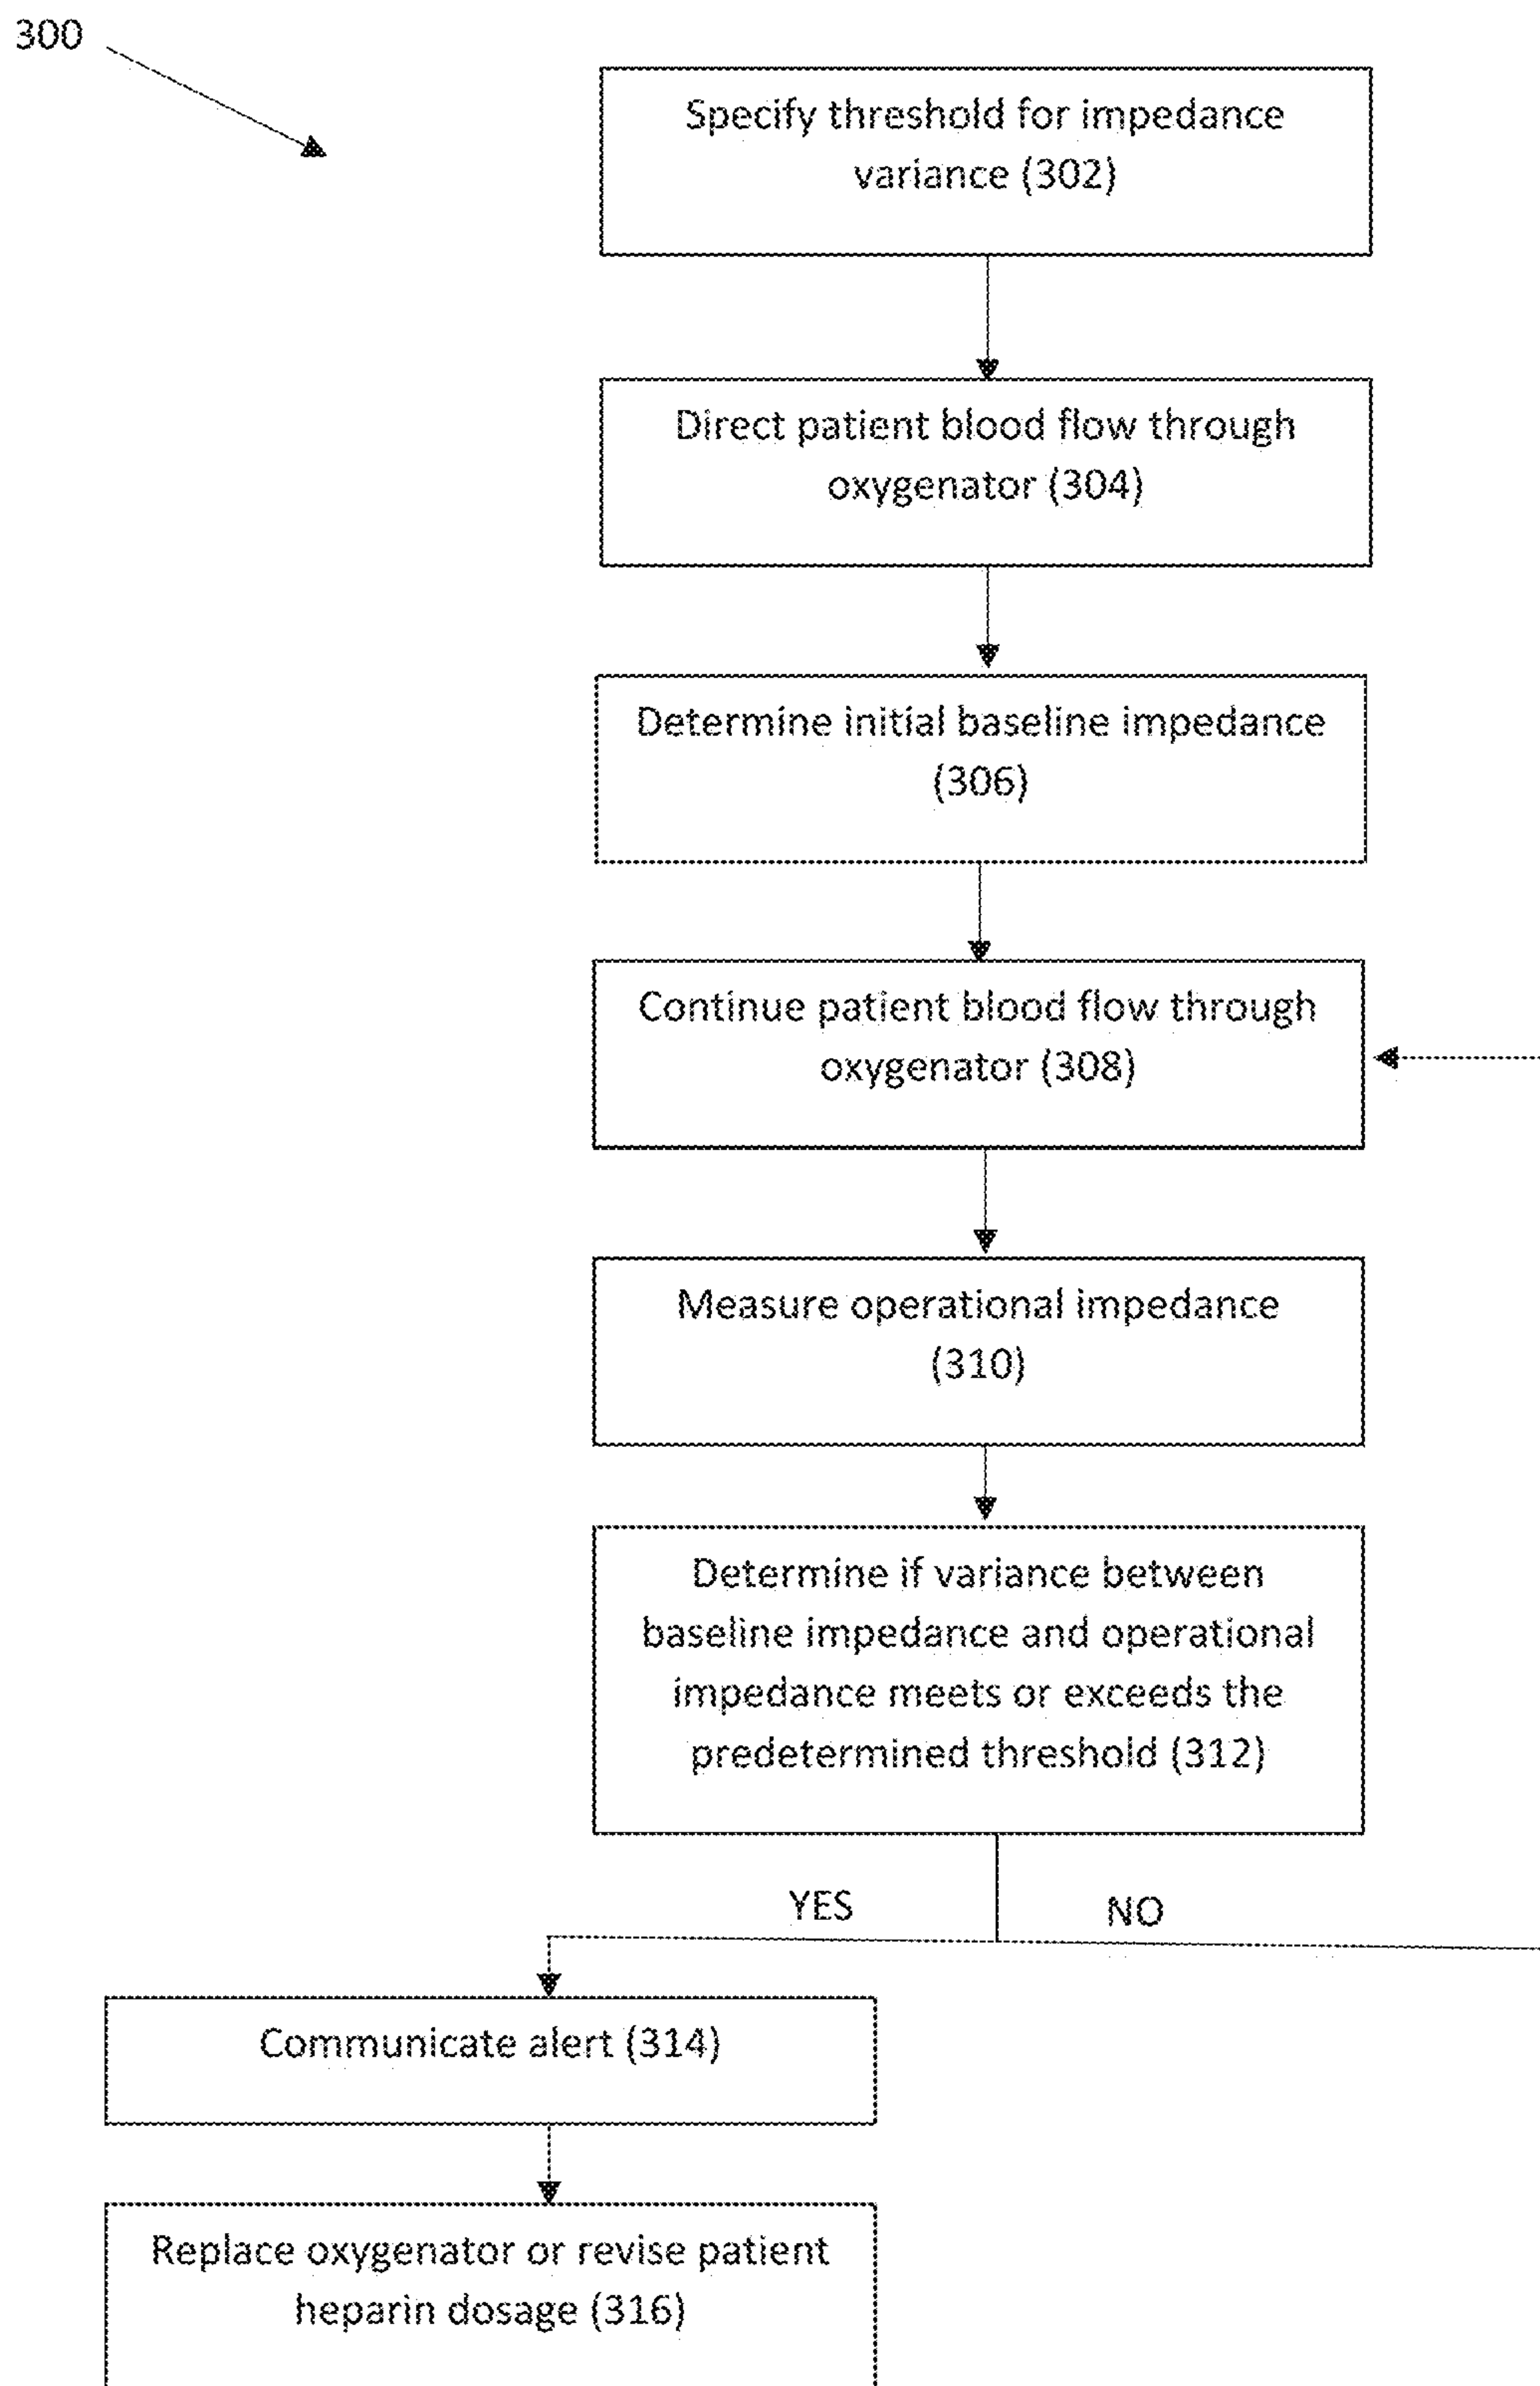 300
Specify threshold for impedance
variance (302)
Direct patient blood flow through
oxygenator (304)
Determine initial baseline impedance
(306)
Continue patient blood flow through
oxygenator (308)
Measure operational impedance
(310)
Determine if variance between
baseline impedance and operational
impedance meets or exceeds the
predetermined threshold (312)
YES
NO
Communicate alert (314)
Replace oxygenator or revise patient
heparin dosage (316)